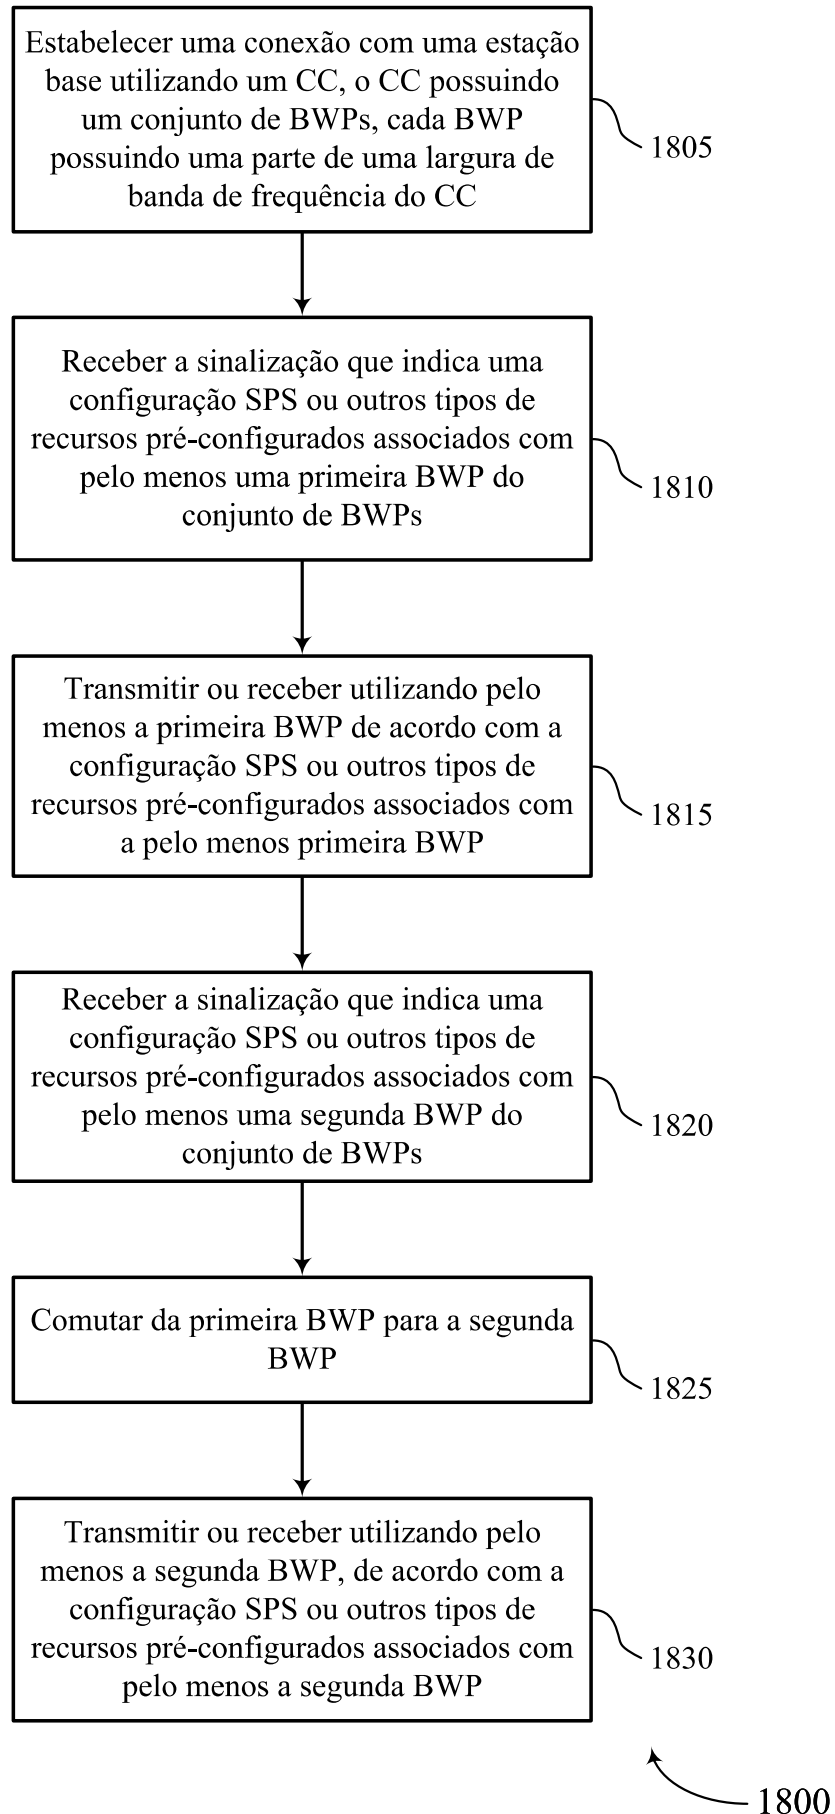 Estabelecer uma conexão com uma estação
base utilizando um CC, o CC possuindo
um conjunto de BWPs, cada BWP
possuindo uma parte de uma largura de
banda de frequência do CC
1805
Receber a sinalização que indica uma
configuração SPS ou outros tipos de
recursos pré-configurados associados com
pelo menos uma primeira BWP do
conjunto de BWPs
1810
Transmitir ou receber utilizando pelo
menos a primeira BWP de acordo com a
configuração SPS ou outros tipos de
recursos pré-configurados associados com
a pelo menos primeira BWP
1815
Receber a sinalização que indica uma
configuração SPS ou outros tipos de
recursos pré-configurados associados com
pelo menos uma segunda BWP do
conjunto de BWPs
1820
Comutar da primeira BWP para a segunda
BWP
1825
Transmitir ou receber utilizando pelo
menos a segunda BWP, de acordo com a
configuração SPS ou outros tipos de
recursos pré-configurados associados com
pelo menos a segunda BWP
1830
1800